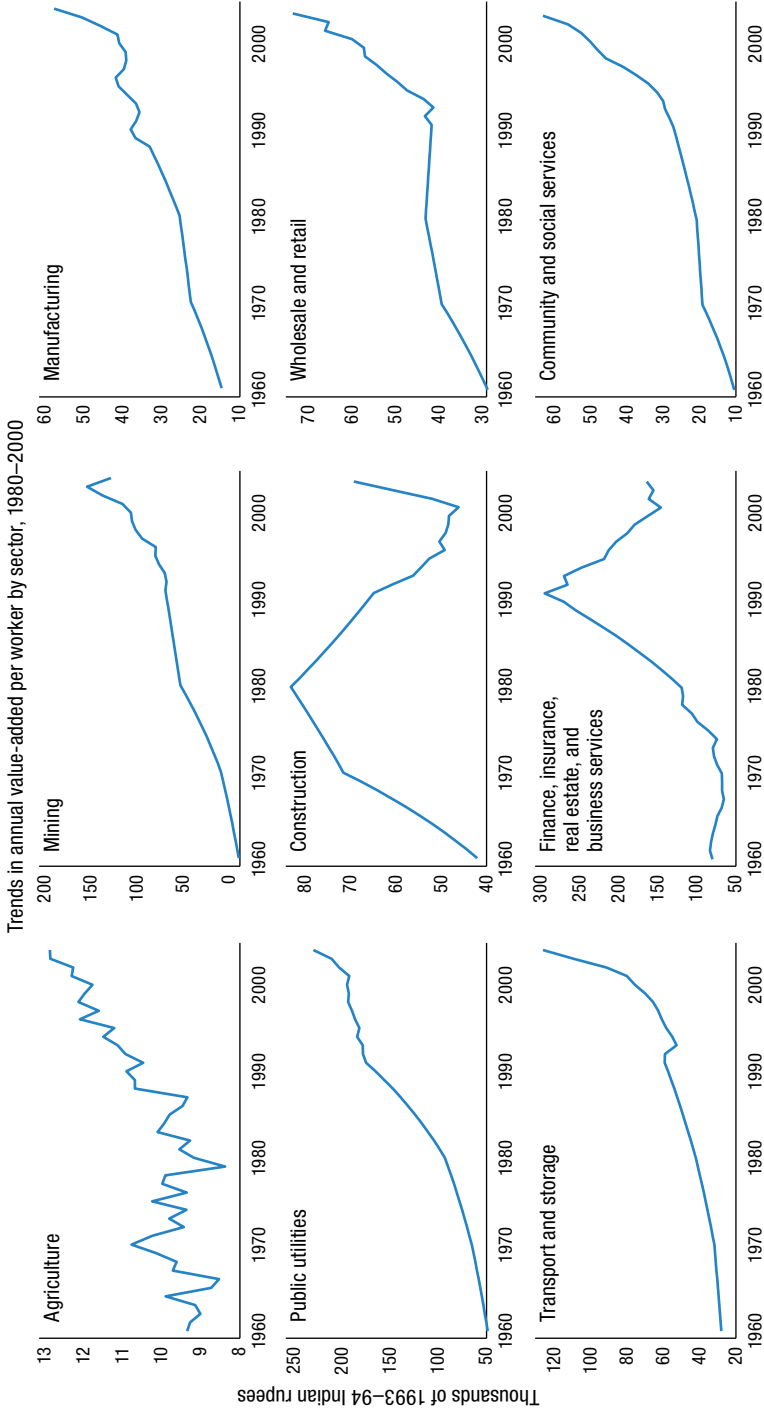 Trends in annual value-added per worker by sector, 1980–2000
Thousands of 1993–94 Indian rupees
Agriculture
13
12
11
10
9
8
1960 1970 1980 1990 2000
Mining
200
150
100
50
0
1960 1970 1980 1990 2000
Manufacturing
60
50
40
30
20
10
1960 1970 1980 1990 2000
Public utilities
250
200
150
100
50
1960 1970 1980 1990 2000
Construction
80
70
60
50
40
1960 1970 1980 1990 2000
Wholesale and retail
70
60
50
40
30
1960 1970 1980 1990 2000
Transport and storage
120
100
80
60
40
20
1960 1970 1980 1990 2000
Finance, insurance,
real estate, and
business services
300
250
200
150
100
50
1960 1970 1980 1990 2000
Community and social services
60
50
40
30
20
10
1960 1970 1980 1990 2000